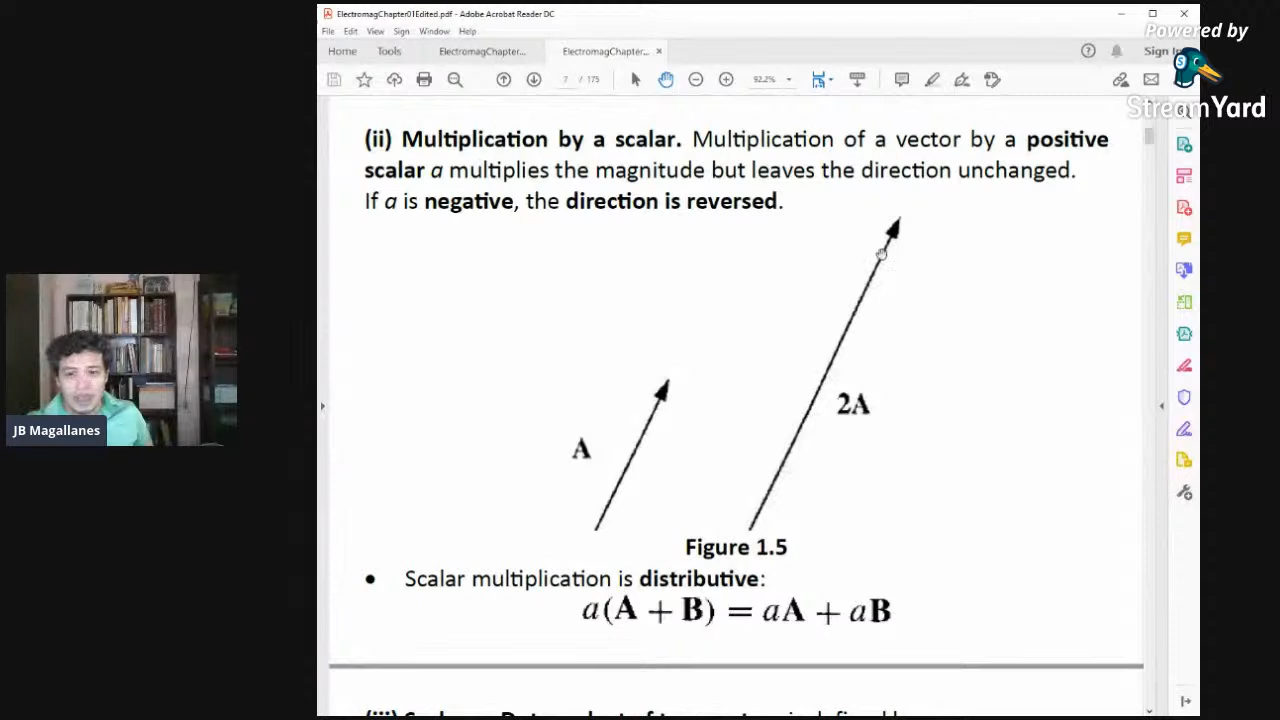 ElectromagChapter01Edited.pdf - Adobe Acrobat Reader DC
File Edit View Sign Window Help
Home Tools ElectromagChapter... ElectromagChapter... × Sign In
7 / 175 92.2%
Powered by
StreamYard
(ii) Multiplication by a scalar. Multiplication of a vector by a positive
scalar a multiplies the magnitude but leaves the direction unchanged.
If a is negative, the direction is reversed.
2A
A
JB Magallanes
Figure 1.5
• Scalar multiplication is distributive:
a(A + B) = aA + aB